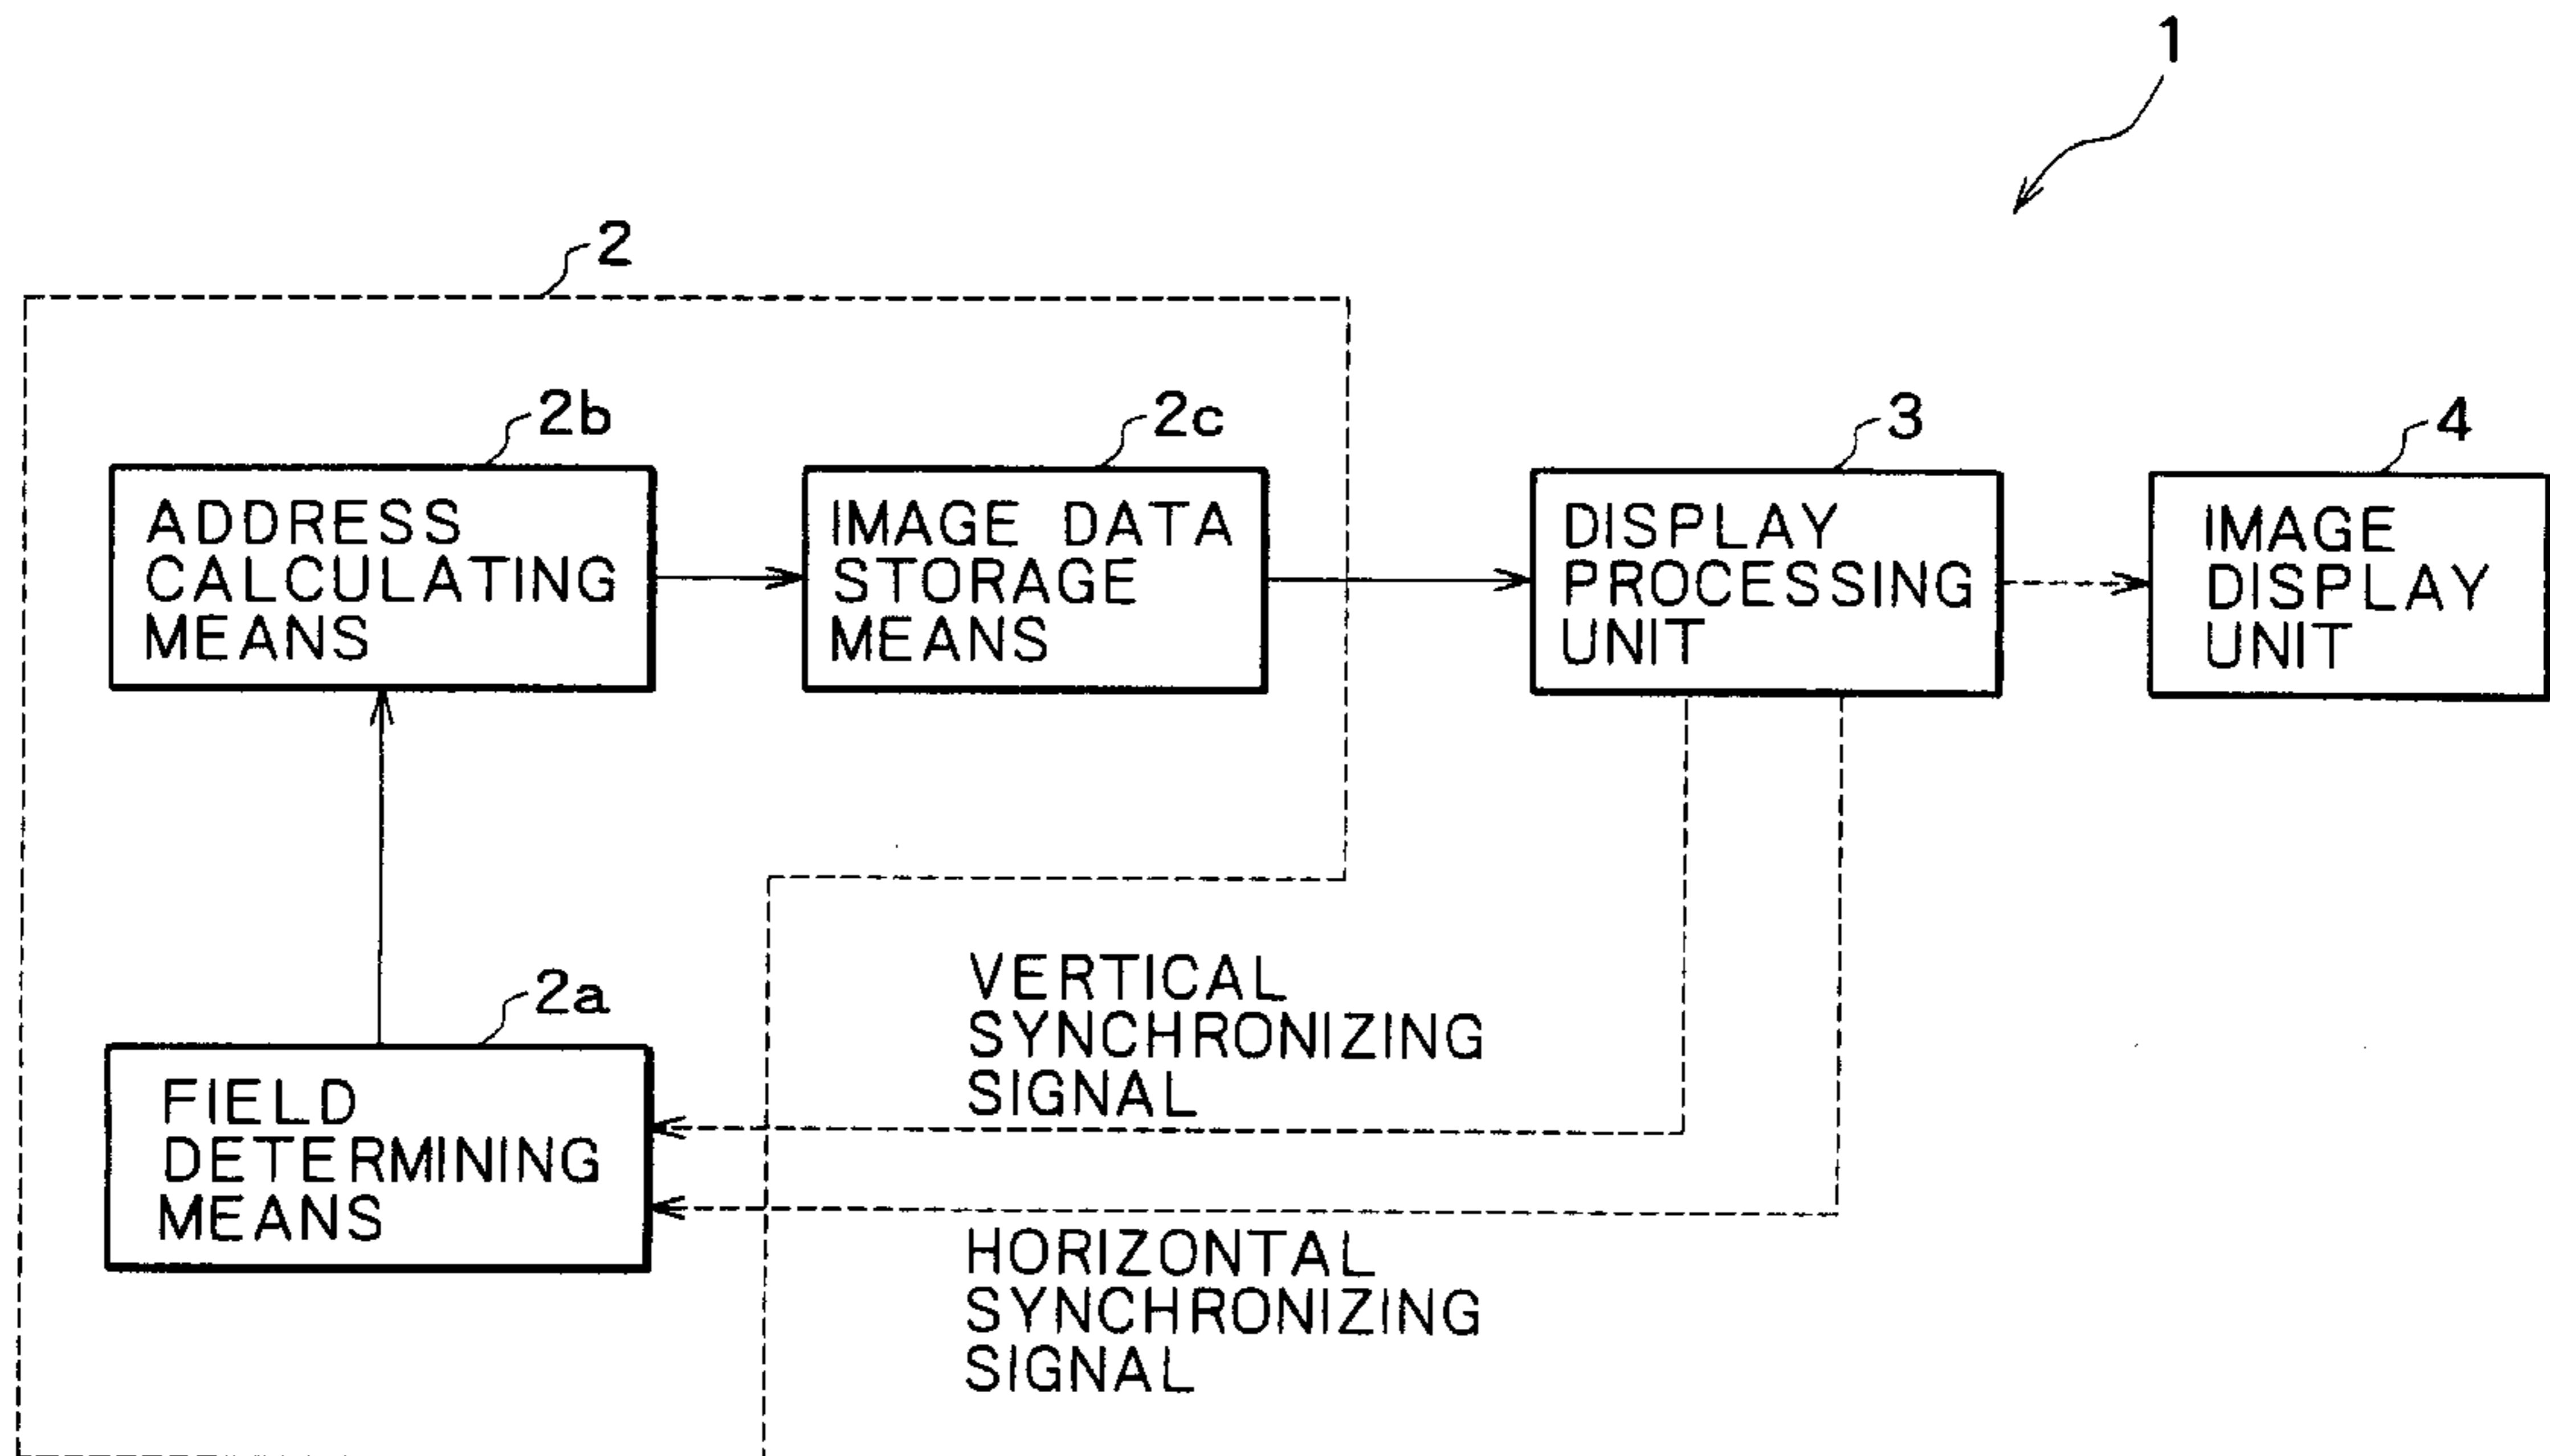 1
2
2b
2c
3
4
ADDRESS
CALCULATING
MEANS
IMAGE DATA
STORAGE
MEANS
DISPLAY
PROCESSING
UNIT
IMAGE
DISPLAY
UNIT
2a
FIELD
DETERMINING
MEANS
VERTICAL
SYNCHRONIZING
SIGNAL
HORIZONTAL
SYNCHRONIZING
SIGNAL